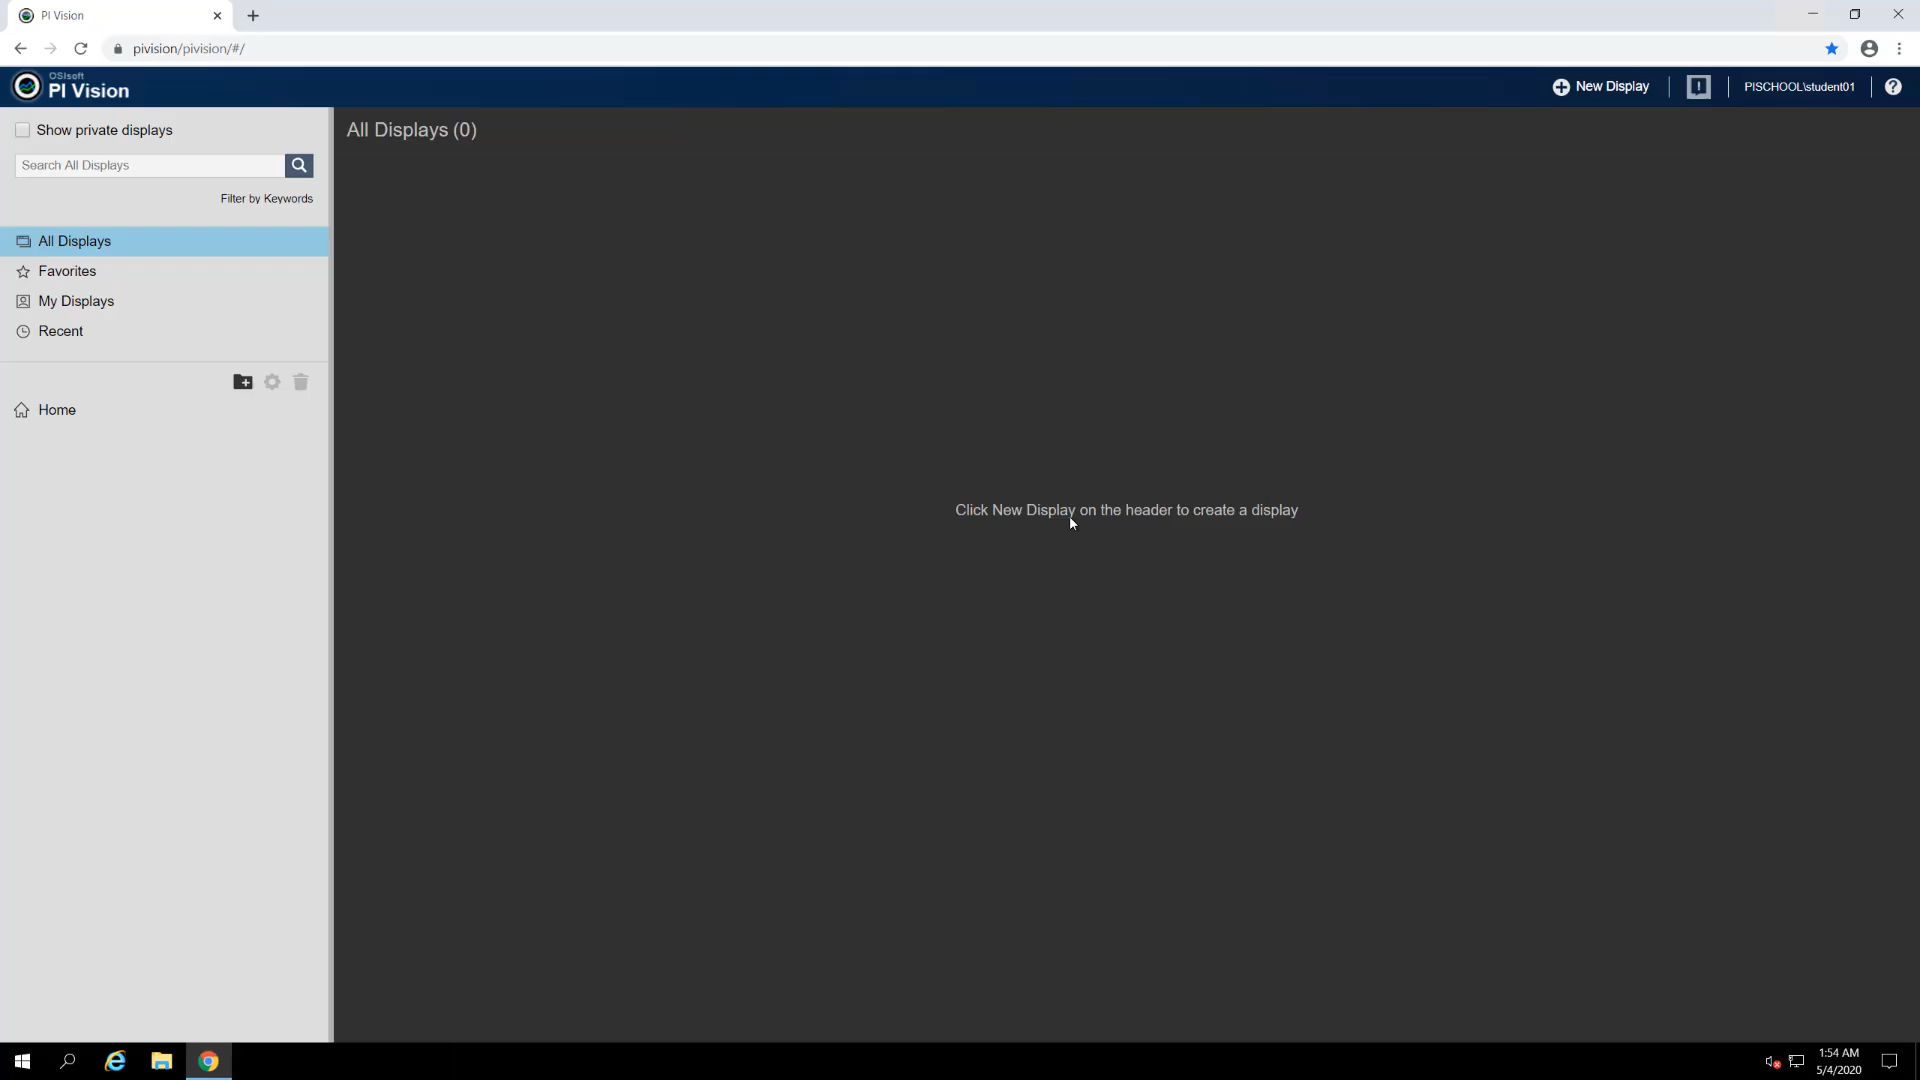 PI Vision
pivision/pivision/#/
OSIsoft
PI Vision
New Display
PISCHOOL\student01
Show private displays
All Displays (0)
Search All Displays
Filter by Keywords
All Displays
Favorites
My Displays
Recent
Home
Click New Display on the header to create a display
1:54 AM
5/4/2020